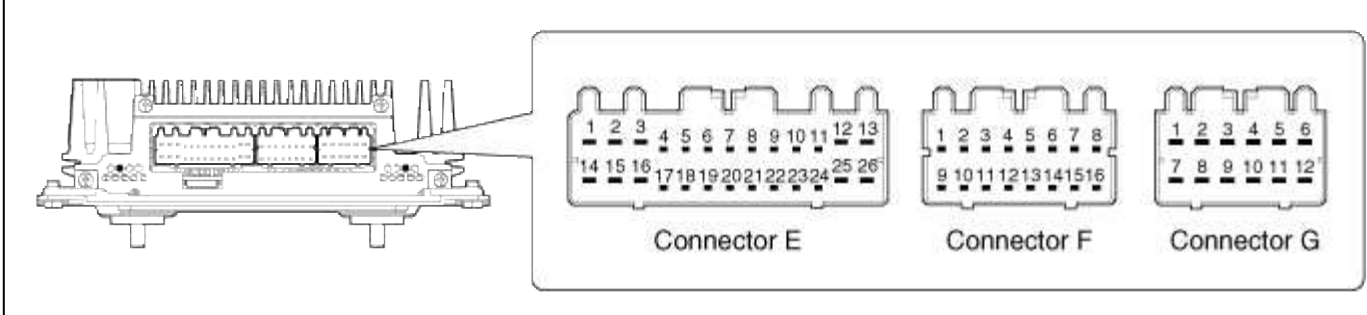 1 2 3 4 5 6 7 8 9 10 11 12 13
14 15 16 17 18 19 20 21 22 23 24 25 26
Connector E
1 2 3 4 5 6 7 8
9 10 11 12 13 14 15 16
Connector F
1 2 3 4 5 6
7 8 9 10 11 12
Connector G